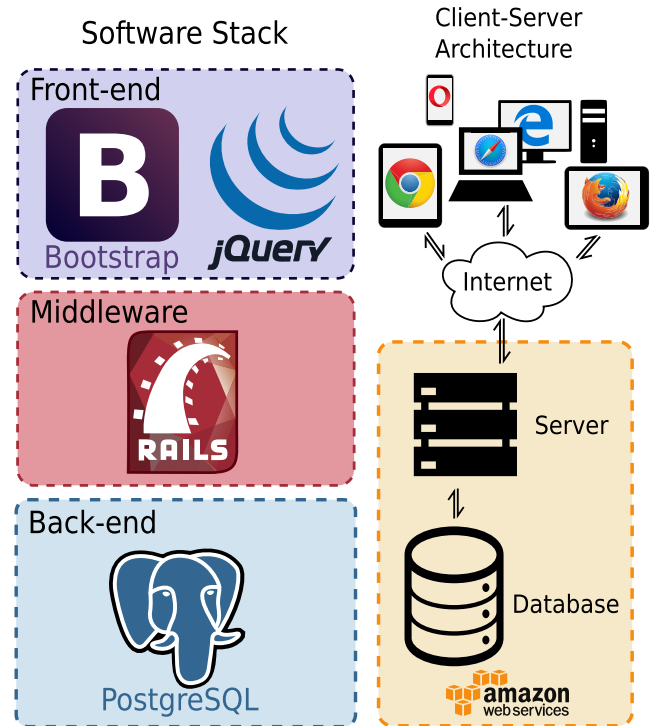 Software Stack
Front-end
B
Bootstrap
jQuery
Middleware
RAILS
Back-end
PostgreSQL
Client-Server
Architecture
Internet
Server
Database
amazon
web services